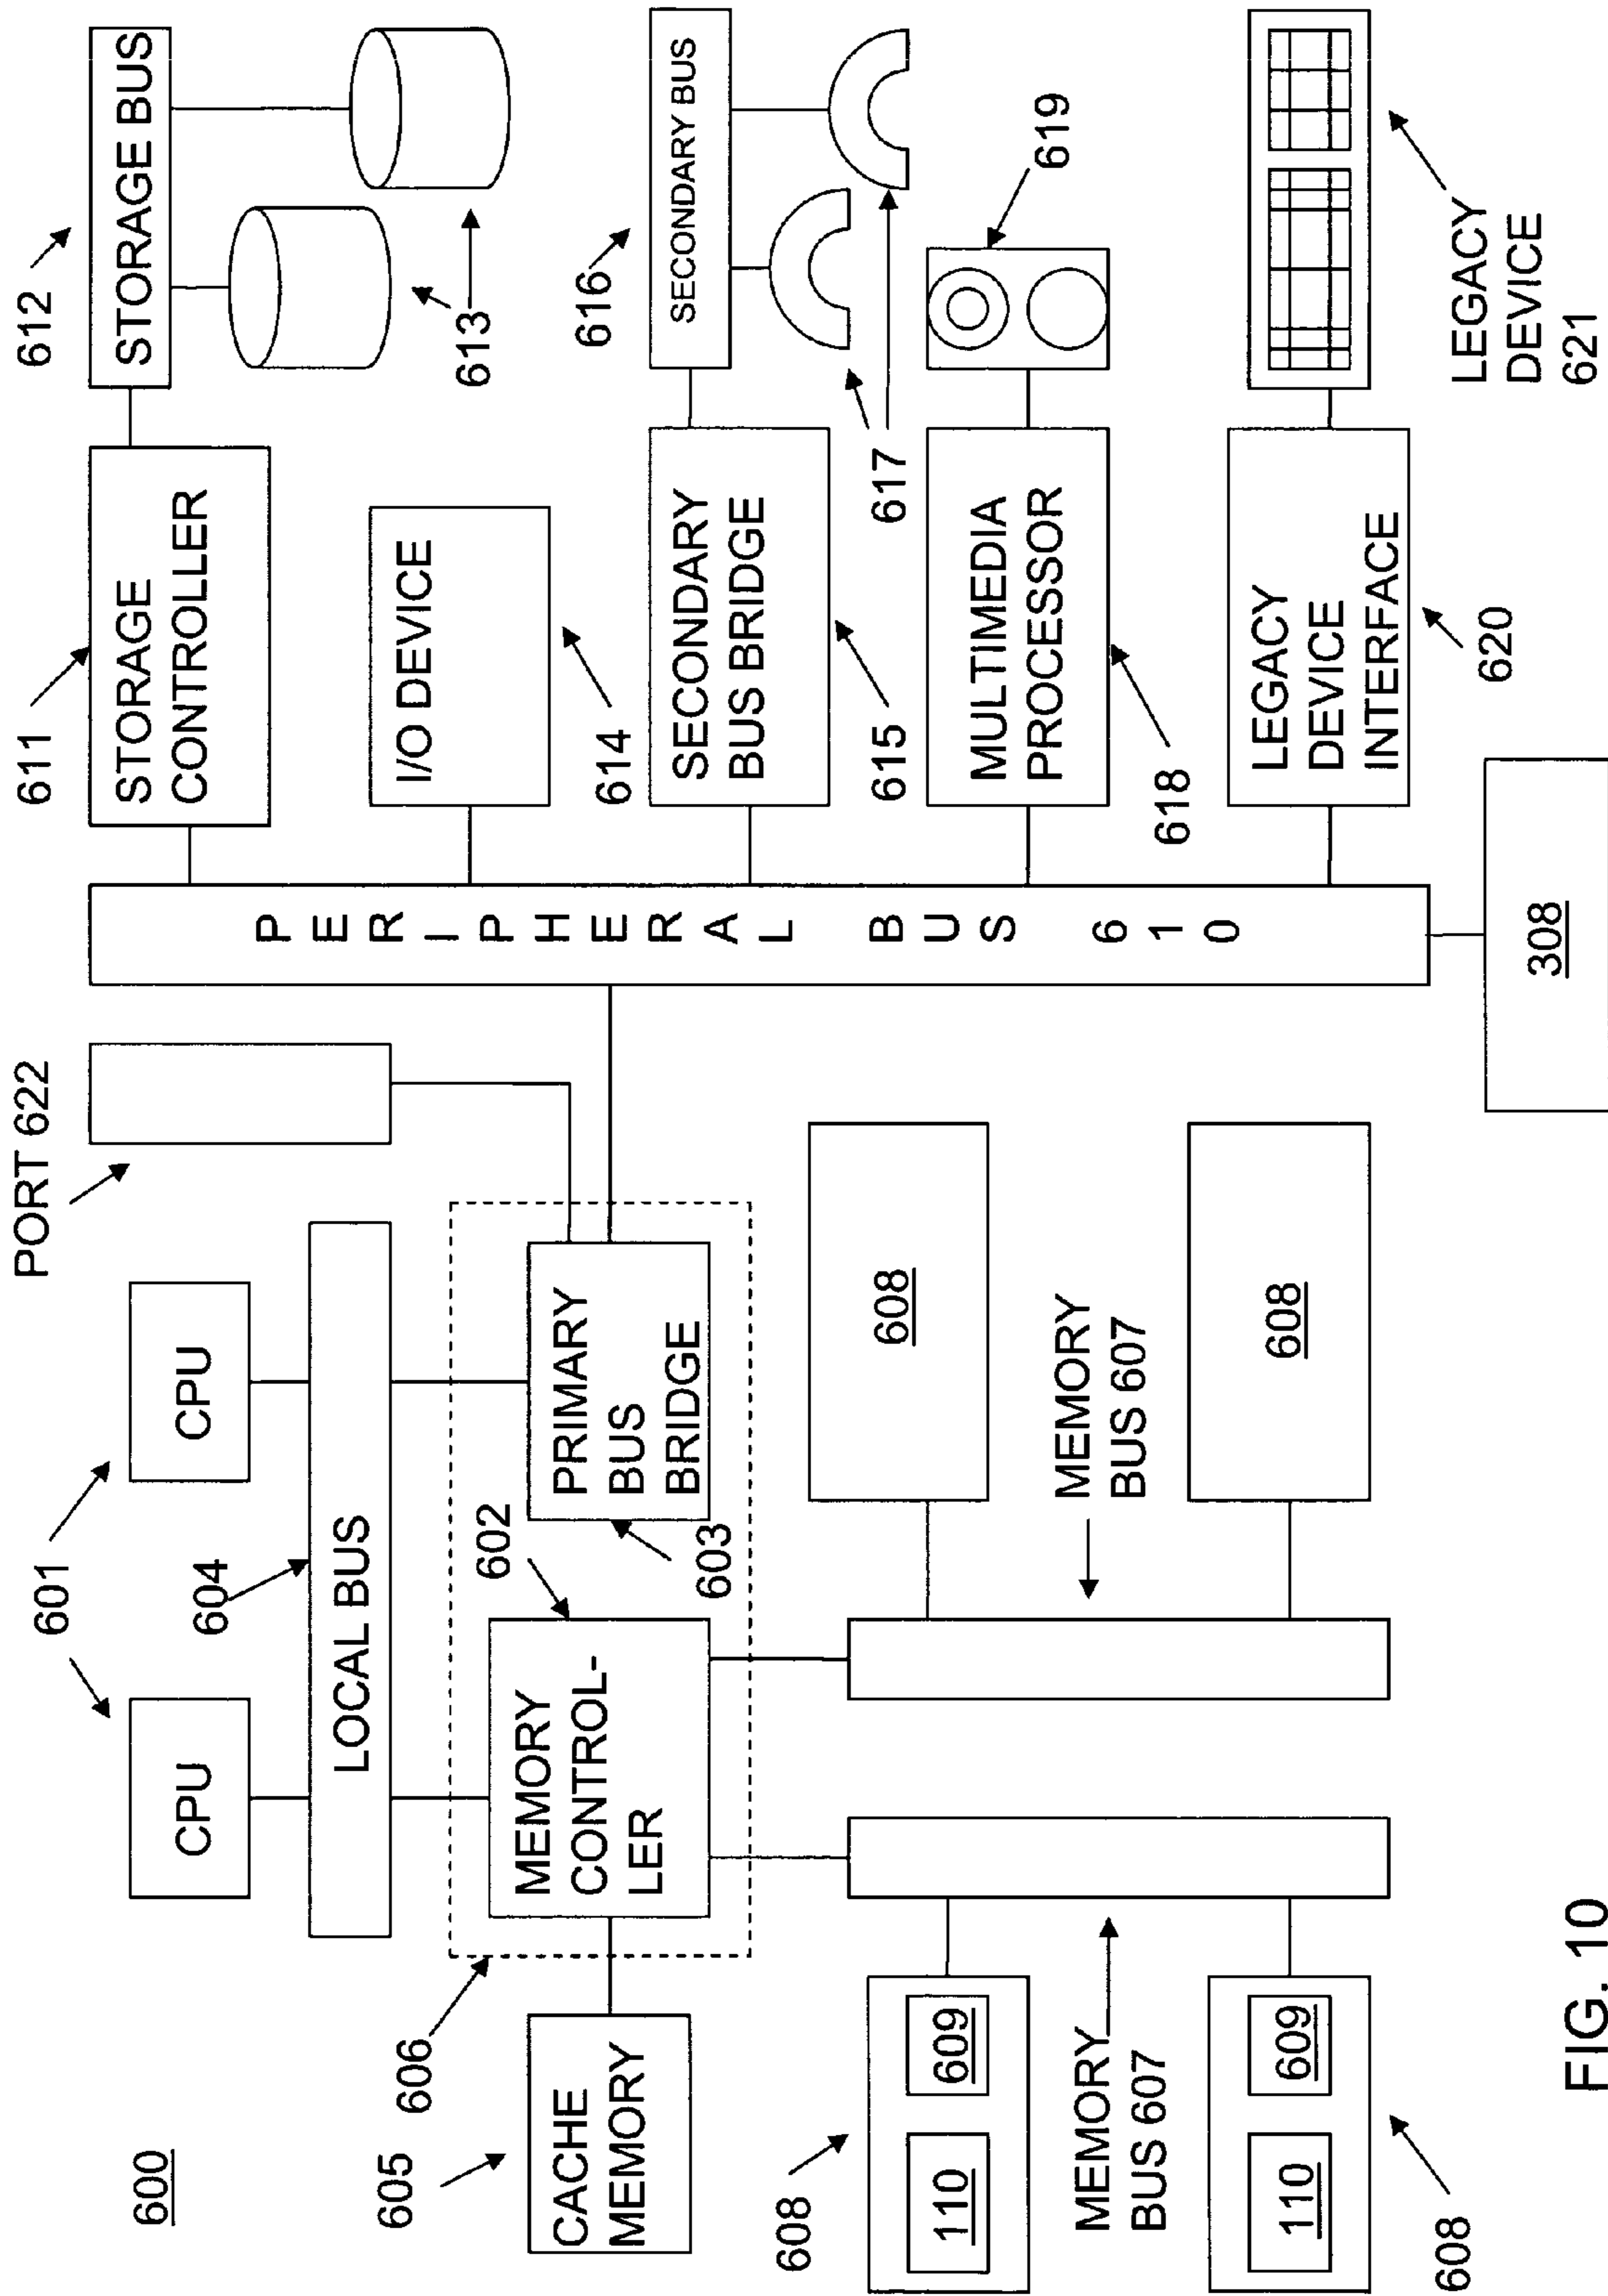 600
601
CPU
CPU
PORT 622
604
LOCAL BUS
605
CACHE
MEMORY
606
MEMORY
CONTROL-
LER
602
PRIMARY
BUS
BRIDGE
603
608
110
609
MEMORY
BUS 607
110
609
608
MEMORY
BUS 607
608
608
PERIPHERAL BUS 610
611
STORAGE
CONTROLLER
612
STORAGE BUS
613
I/O DEVICE
614
SECONDARY
BUS BRIDGE
615
616
SECONDARY BUS
617
MULTIMEDIA
PROCESSOR
618
619
LEGACY
DEVICE
INTERFACE
620
LEGACY
DEVICE
621
308
FIG. 10